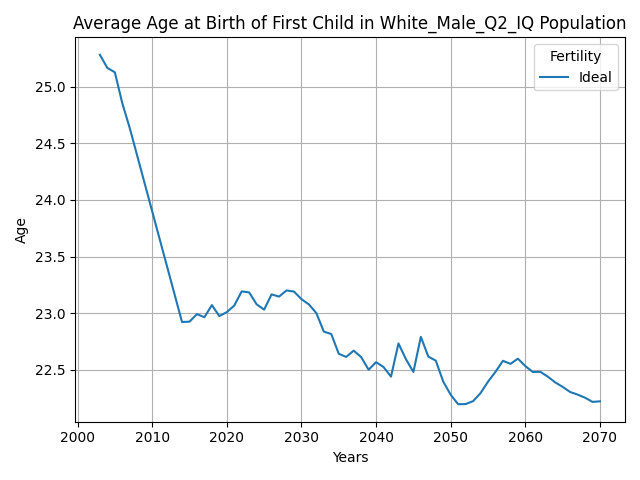 Average Age at Birth of First Child in White_Male_Q2_IQ Population
Fertility
Ideal
25.0
24.5
24.0
23.5
23.0
22.5
Age
2000 2010 2020 2030 2040 2050 2060 2070
Years